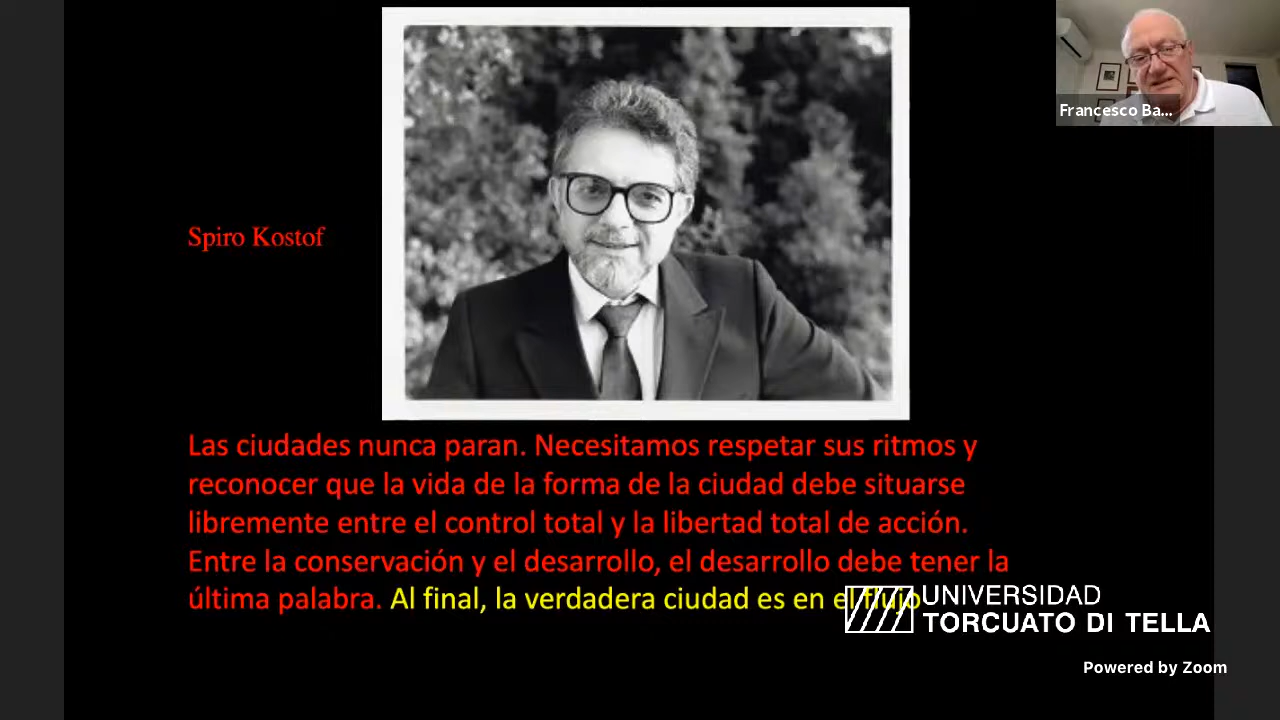 Francesco Ba...
Spiro Kostof
Las ciudades nunca paran. Necesitamos respetar sus ritmos y
reconocer que la vida de la forma de la ciudad debe situarse
libremente entre el control total y la libertad total de acción.
Entre la conservación y el desarrollo, el desarrollo debe tener la
última palabra. Al final, la verdadera ciudad es en el flujo
UNIVERSIDAD
TORCUATO DI TELLA
Powered by Zoom